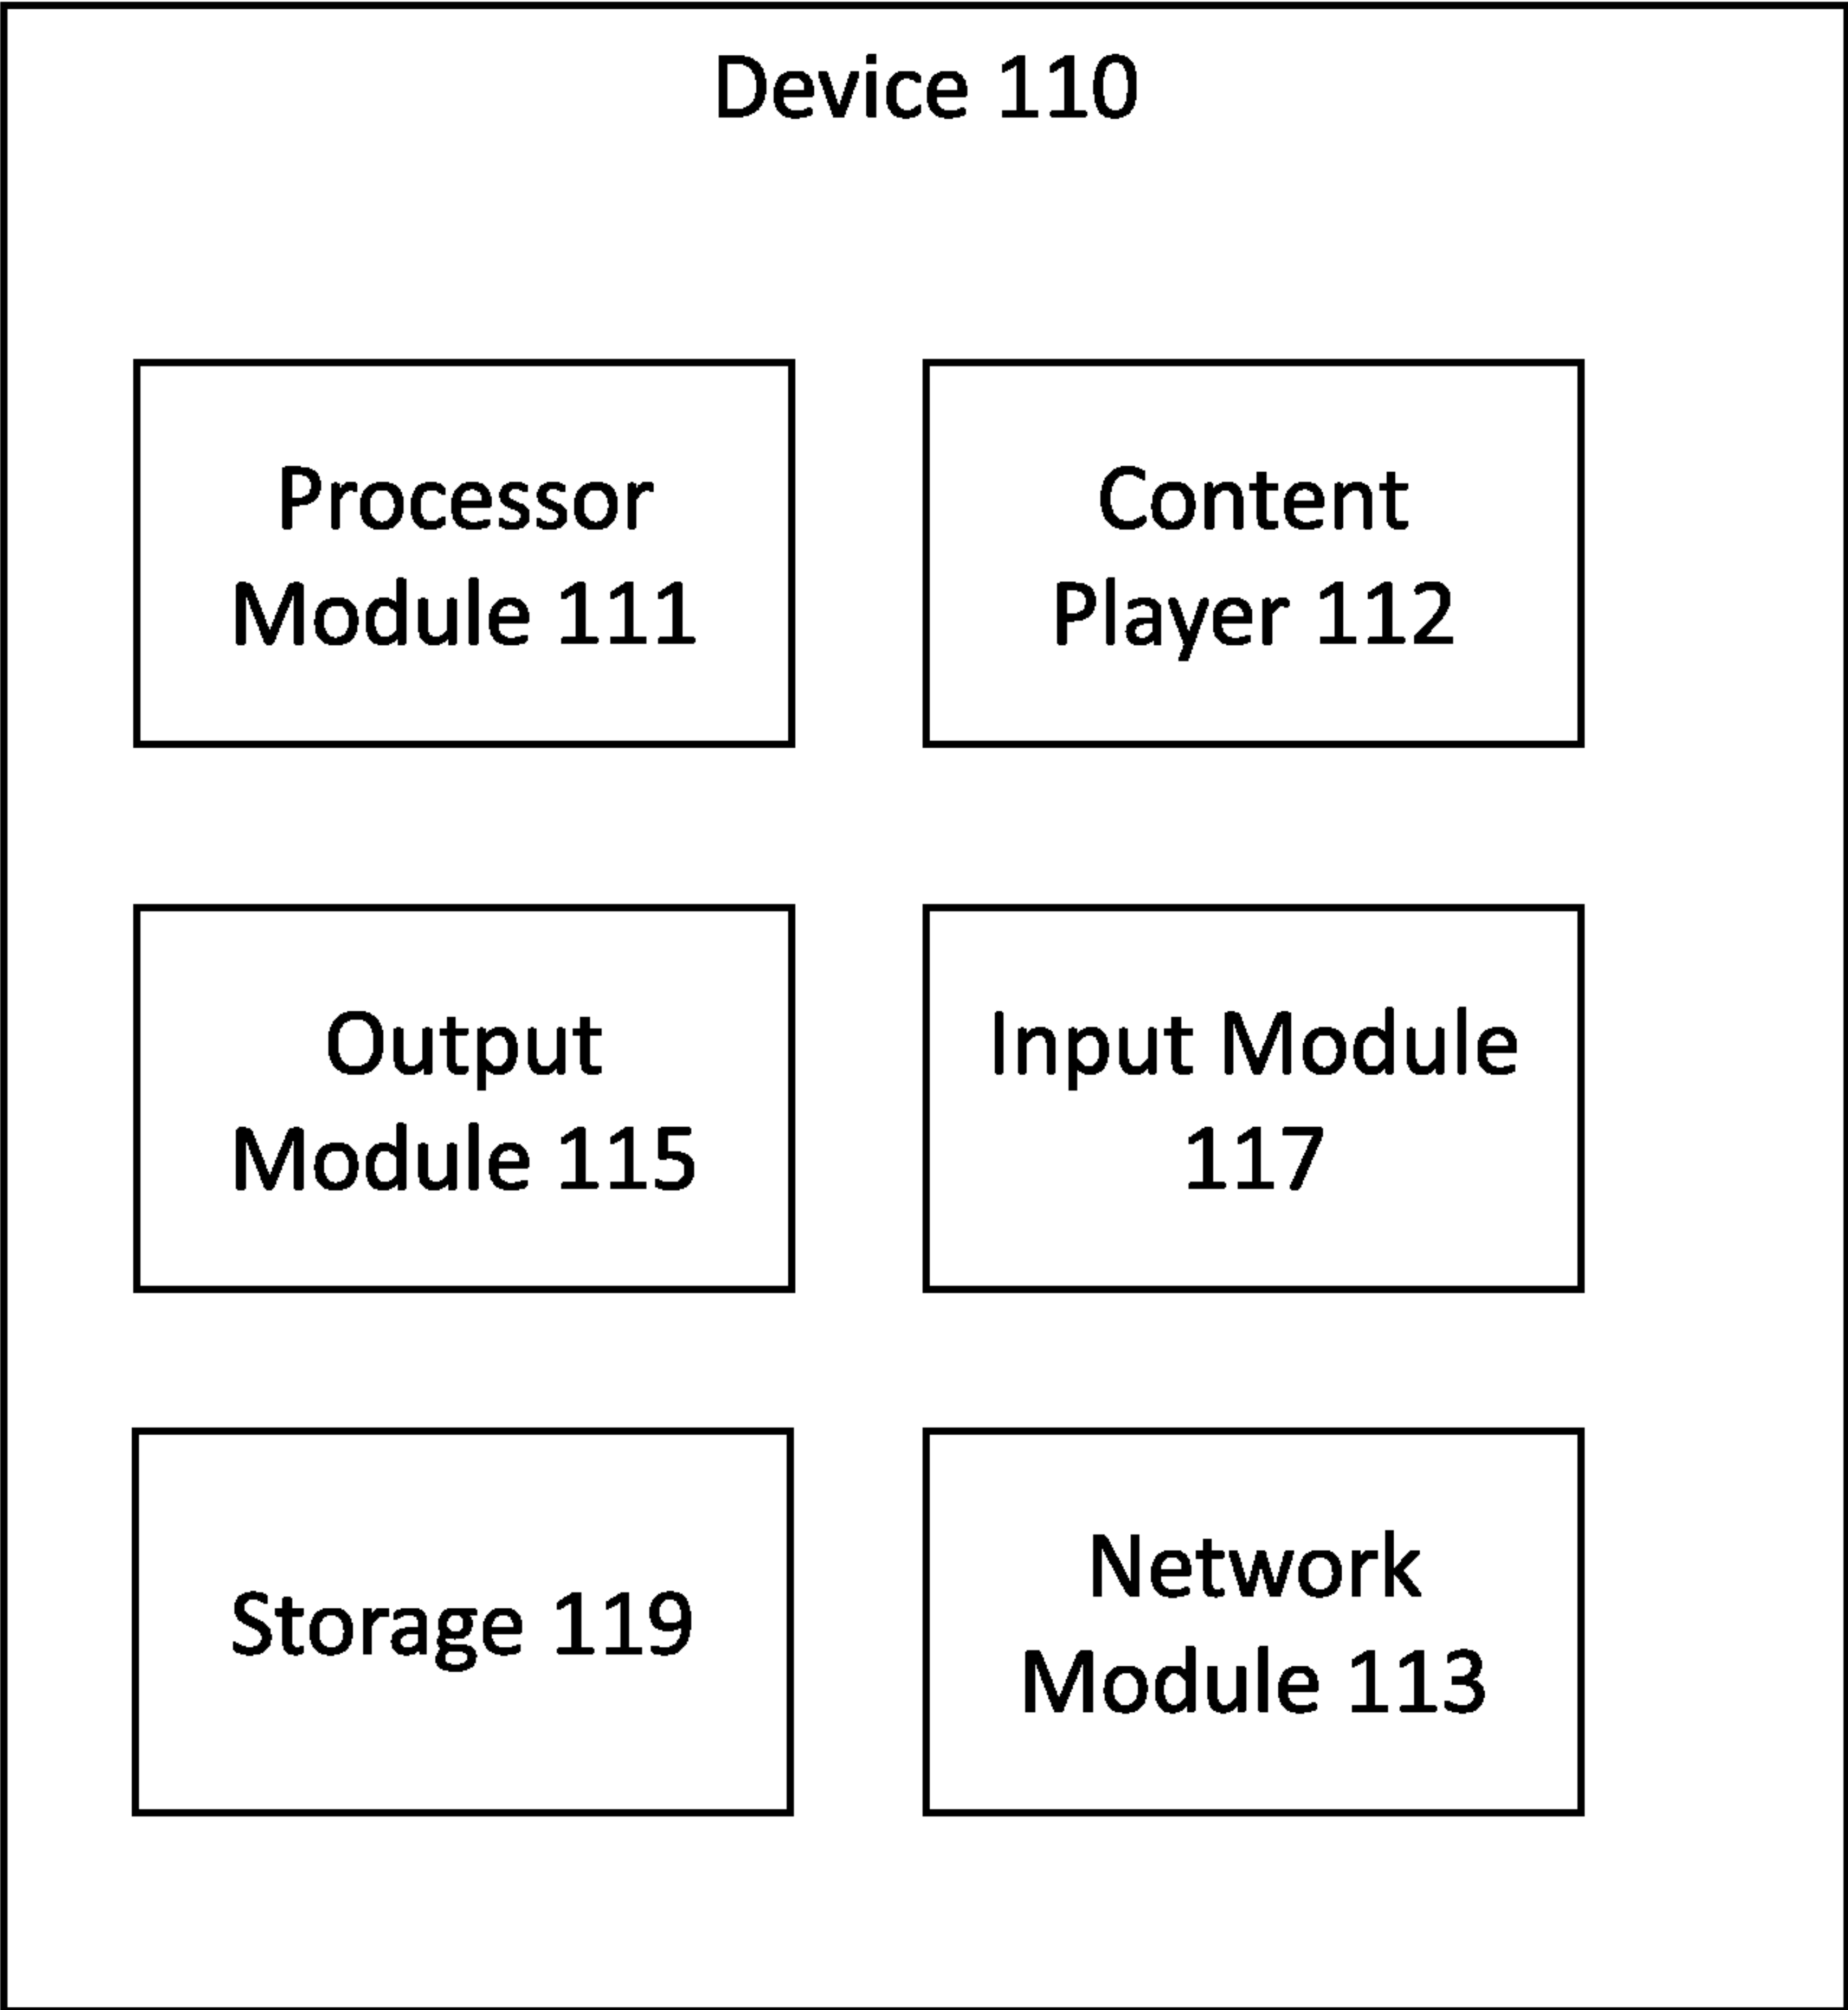 Device 110
Processor
Module 111
Content
Player 112
Output
Module 115
Input Module
117
Storage 119
Network
Module 113